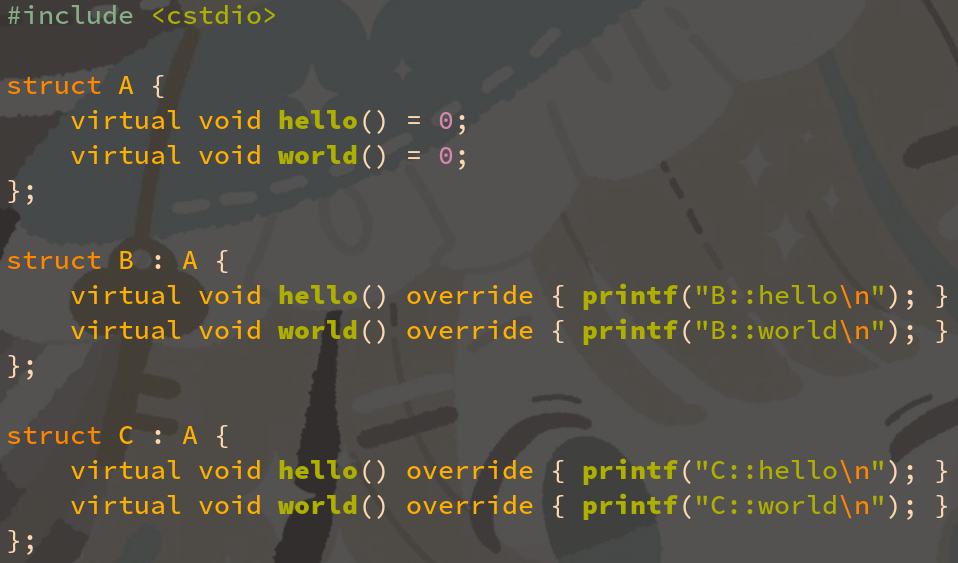 #include <cstdio>

struct A {
    virtual void hello() = 0;
    virtual void world() = 0;
};

struct B : A {
    virtual void hello() override { printf("B::hello\n"); }
    virtual void world() override { printf("B::world\n"); }
};

struct C : A {
    virtual void hello() override { printf("C::hello\n"); }
    virtual void world() override { printf("C::world\n"); }
};